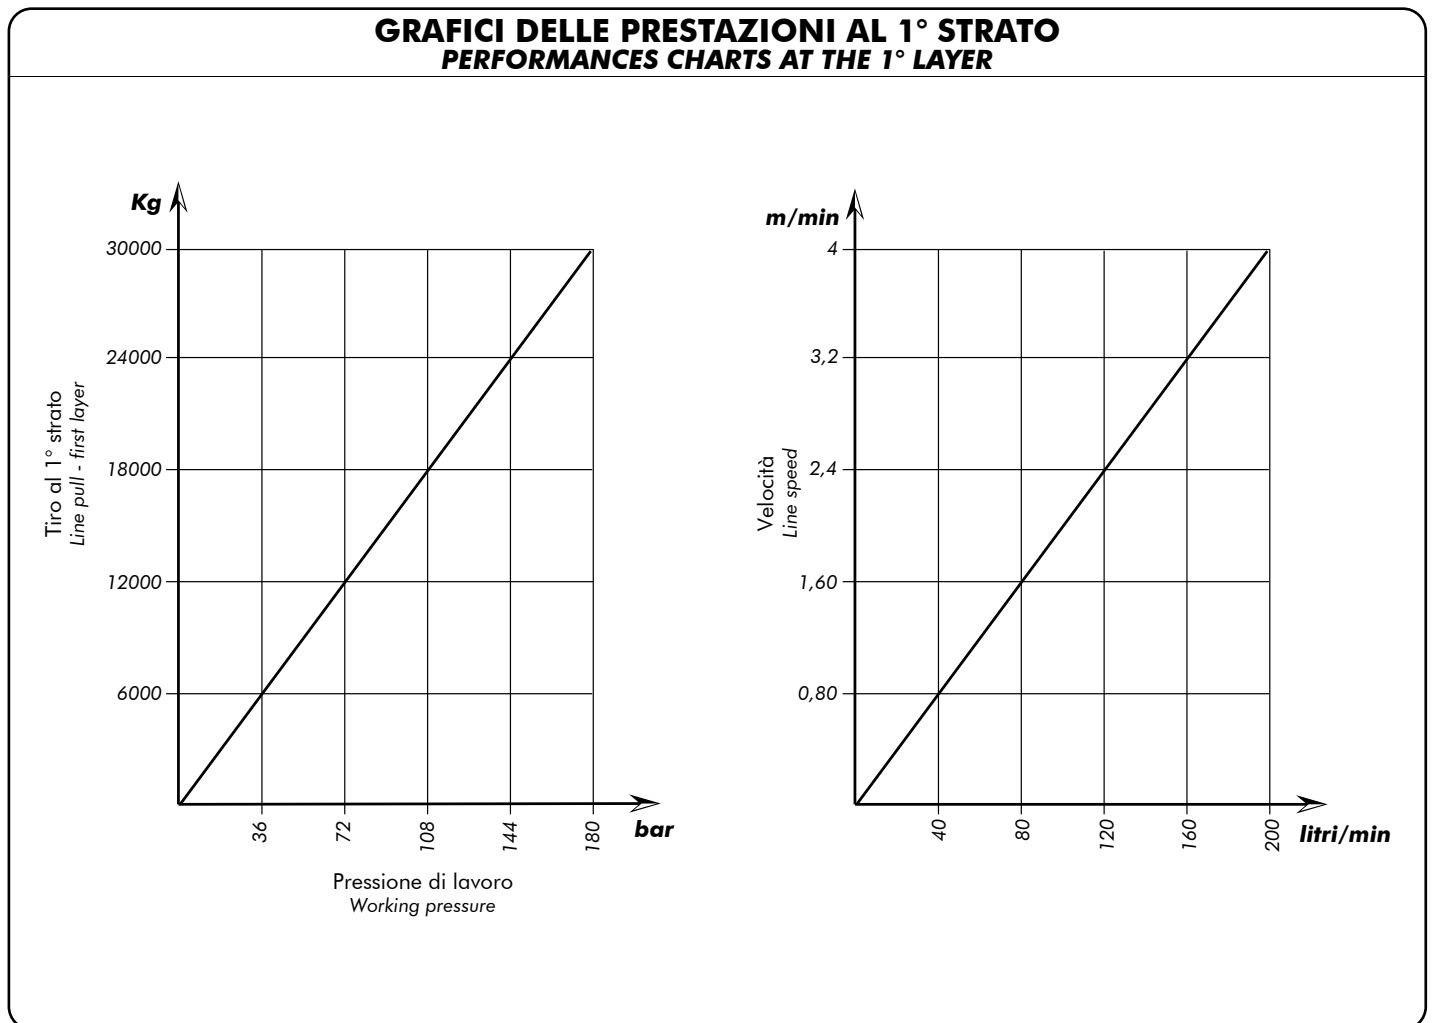 GRAFICI DELLE PRESTAZIONI AL 1° STRATO
PERFORMANCES CHARTS AT THE 1° LAYER
Kg
30000
24000
18000
12000
6000
Tiro al 1° strato
Line pull - first layer
36
72
108
144
180
bar
Pressione di lavoro
Working pressure
m/min
4
3,2
2,4
1,60
0,80
Velocità
Line speed
40
80
120
160
200
litri/min